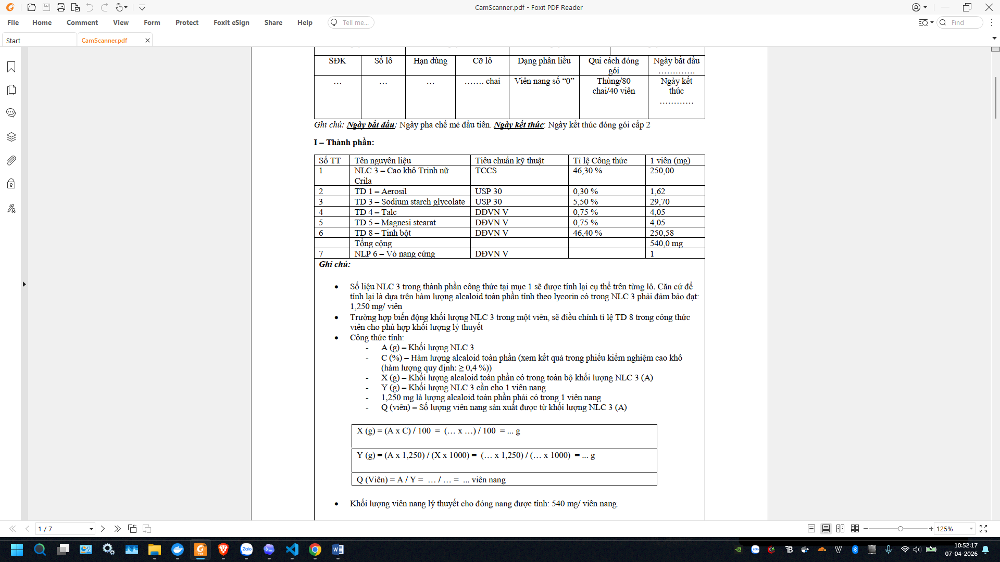 CamScanner.pdf - Foxit PDF Reader
File Home Comment View Form Protect Foxit eSign Share Help Tell me... Find
Start CamScanner.pdf
SĐK Số lô Hạn dùng Cỡ lô Dạng phân liều Qui cách đóng gói Ngày bắt đầu ………….
… … … ……. chai Viên nang số “0” Thùng/80 chai/40 viên Ngày kết thúc …………
Ghi chú: Ngày bắt đầu: Ngày pha chế mẻ đầu tiên. Ngày kết thúc: Ngày kết thúc đóng gói cấp 2
I – Thành phần:
Số TT Tên nguyên liệu Tiêu chuẩn kỹ thuật Tỉ lệ Công thức 1 viên (mg)
1 NLC 3 – Cao khô Trinh nữ Crila TCCS 46,30 % 250,00
2 TD 1 – Aerosil USP 30 0,30 % 1,62
3 TD 3 – Sodium starch glycolate USP 30 5,50 % 29,70
4 TD 4 – Talc DĐVN V 0,75 % 4,05
5 TD 5 – Magnesi stearat DĐVN V 0,75 % 4,05
6 TD 8 – Tinh bột DĐVN V 46,40 % 250,58
Tổng cộng 540,0 mg
7 NLP 6 – Vỏ nang cứng DĐVN V 1
Ghi chú:
• Số liệu NLC 3 trong thành phần công thức tại mục 1 sẽ được tính lại cụ thể trên từng lô. Căn cứ để
tính lại là dựa trên hàm lượng alcaloid toàn phần tính theo lycorin có trong NLC 3 phải đảm bảo đạt:
1,250 mg/ viên
• Trường hợp biến động khối lượng NLC 3 trong một viên, sẽ điều chỉnh tỉ lệ TD 8 trong công thức
viên cho phù hợp khối lượng lý thuyết
• Công thức tính:
- A (g) – Khối lượng NLC 3
- C (%) – Hàm lượng alcaloid toàn phần (xem kết quả trong phiếu kiểm nghiệm cao khô
(hàm lượng quy định: ≥ 0,4 %))
- X (g) – Khối lượng alcaloid toàn phần có trong toàn bộ khối lượng NLC 3 (A)
- Y (g) – Khối lượng NLC 3 cần cho 1 viên nang
- 1,250 mg là lượng alcaloid toàn phần phải có trong 1 viên nang
- Q (viên) – Số lượng viên nang sản xuất được từ khối lượng NLC 3 (A)
X (g) = (A x C) / 100 = (… x …) / 100 = ... g
Y (g) = (A x 1,250) / (X x 1000) = (… x 1,250) / (… x 1000) = ... g
Q (Viên) = A / Y = … / … = ... viên nang
• Khối lượng viên nang lý thuyết cho đóng nang được tính: 540 mg/ viên nang.
1 / 7 125%
Zalo
10:52:17
07-04-2026